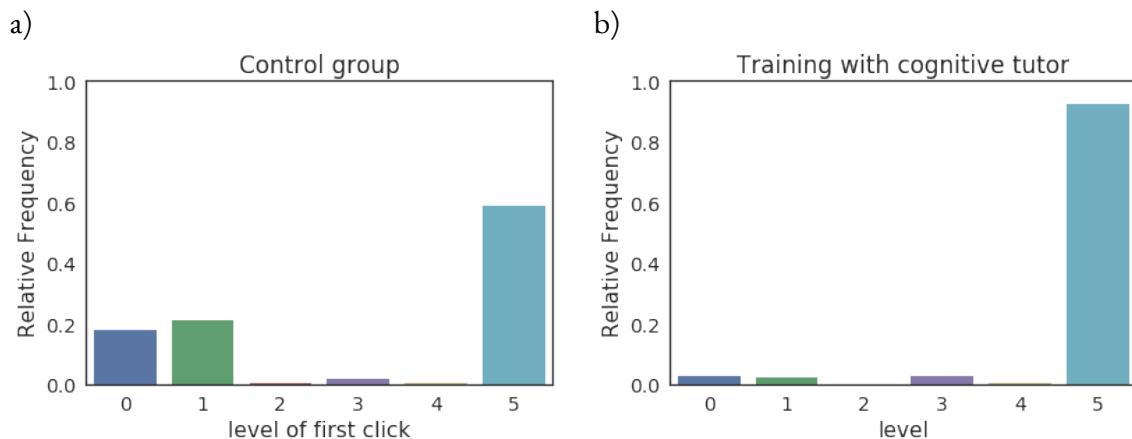 a)
Control group
Relative Frequency
1.0
0.8
0.6
0.4
0.2
0.0
0 1 2 3 4 5
level of first click
b)
Training with cognitive tutor
Relative Frequency
1.0
0.8
0.6
0.4
0.2
0.0
0 1 2 3 4 5
level